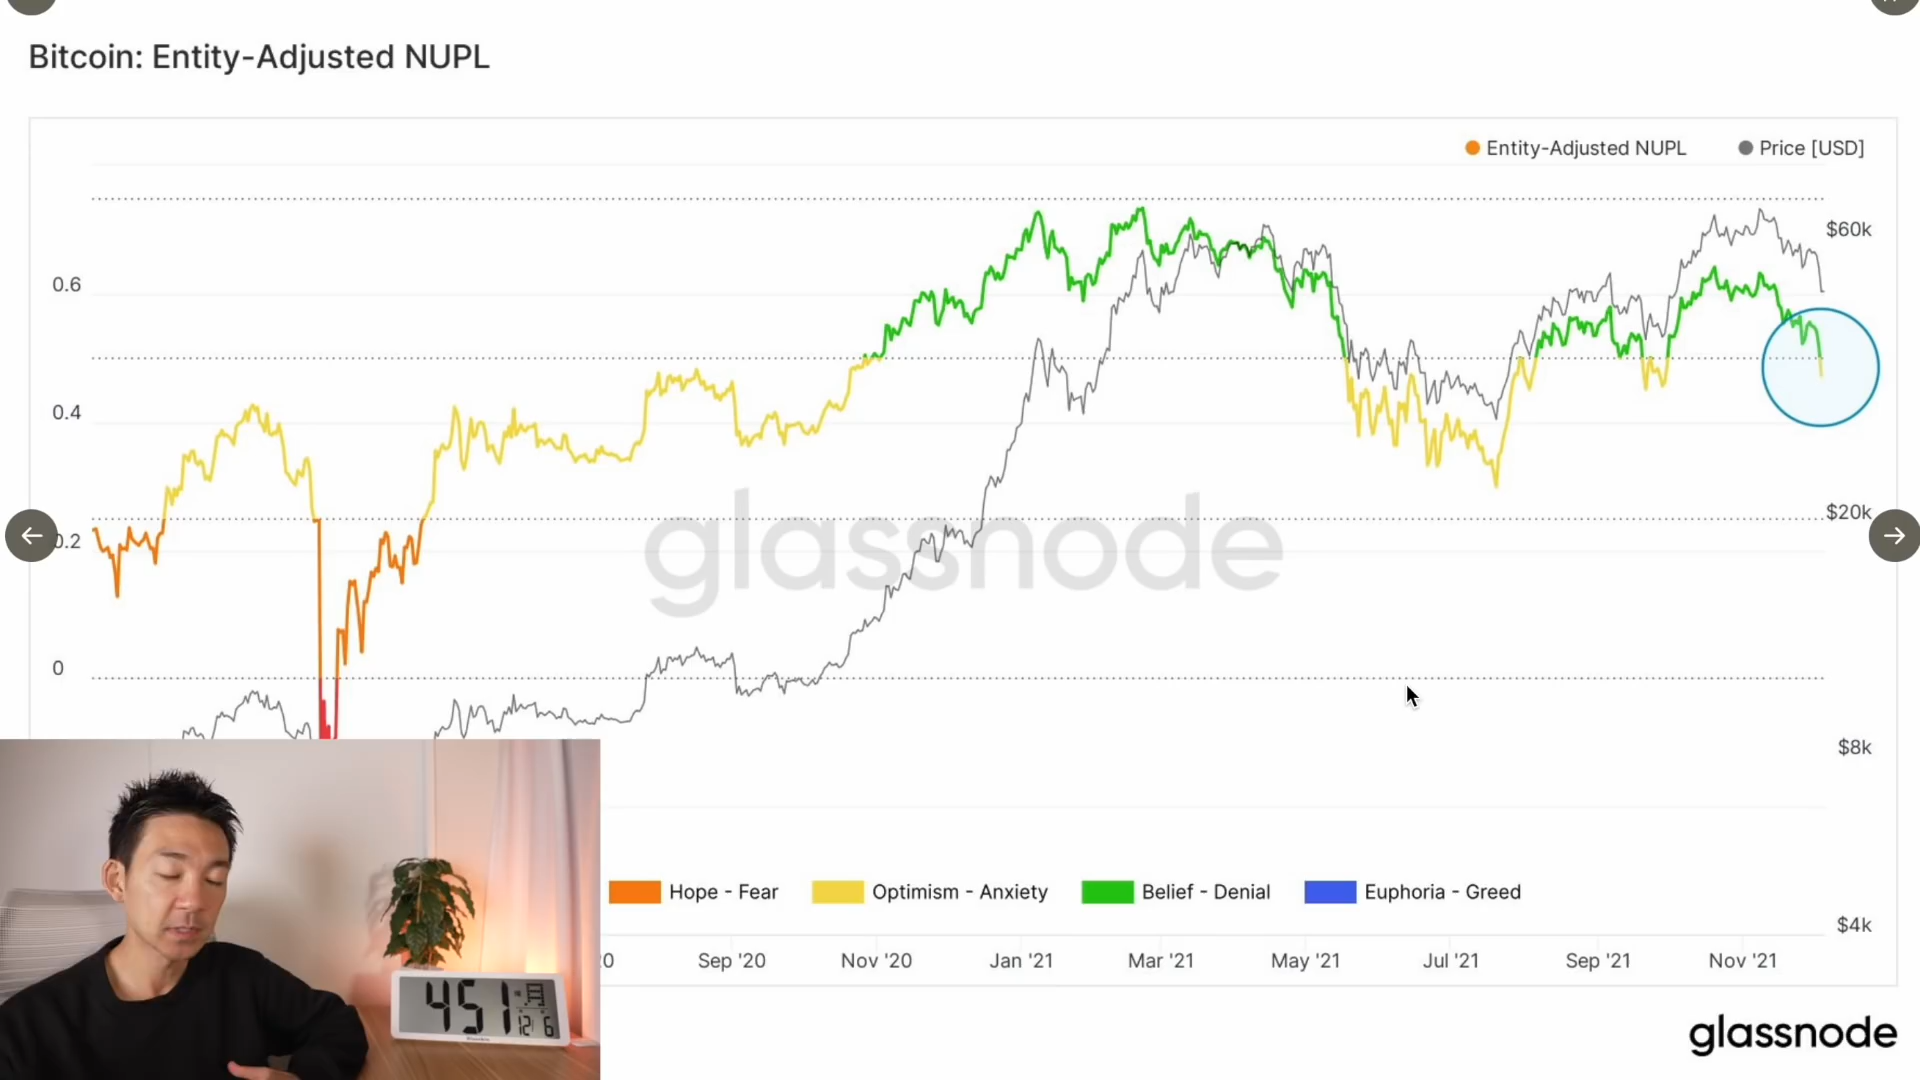 Bitcoin: Entity-Adjusted NUPL
Entity-Adjusted NUPL
Price [USD]
$60k
0.6
0.4
$20k
0.2
glassnode
0
$8k
Hope - Fear
Optimism - Anxiety
Belief - Denial
Euphoria - Greed
$4k
0
Sep '20
Nov '20
Jan '21
Mar '21
May '21
Jul '21
Sep '21
Nov '21
451
月
12 6
glassnode